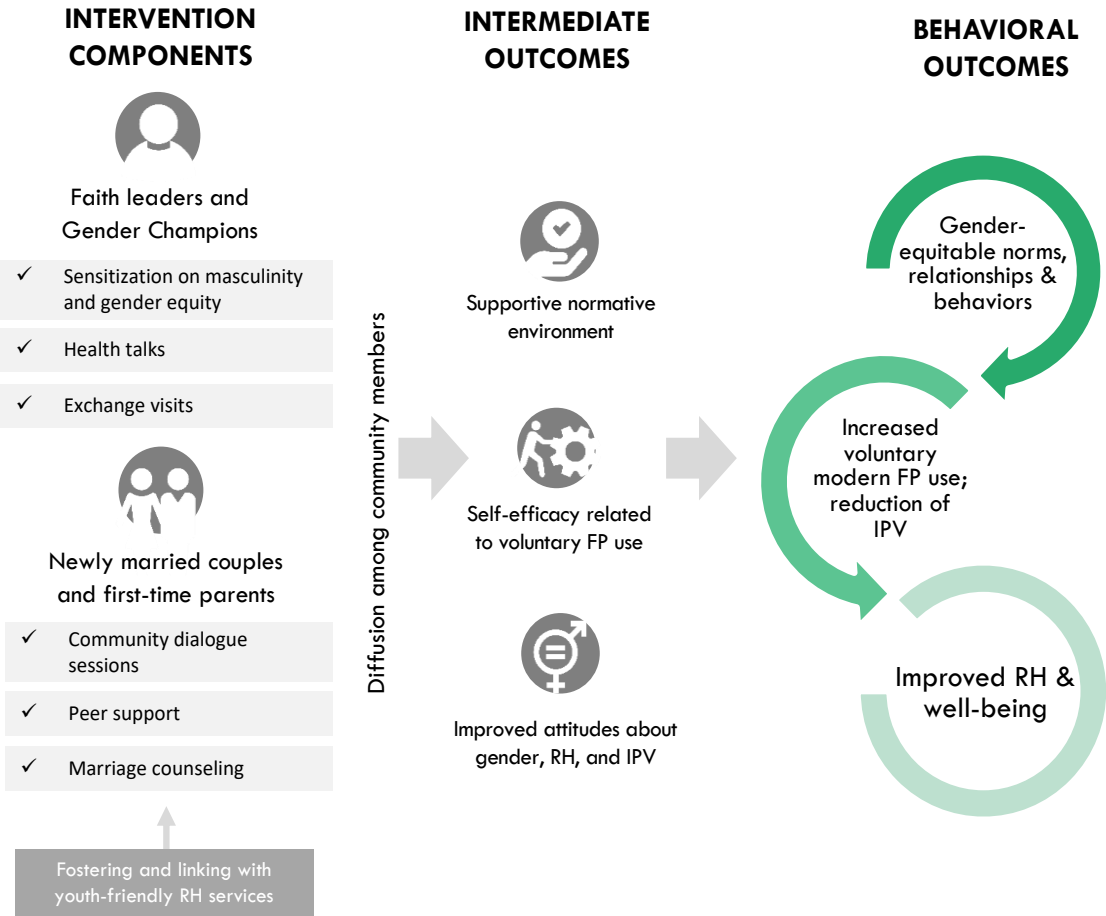 INTERVENTION
COMPONENTS
Faith leaders and
Gender Champions
✓ Sensitization on masculinity
and gender equity
✓ Health talks
✓ Exchange visits
Newly married couples
and first-time parents
✓ Community dialogue
sessions
✓ Peer support
✓ Marriage counseling
Fostering and linking with
youth-friendly RH services
Diffusion among community members
INTERMEDIATE
OUTCOMES
Supportive normative
environment
Self-efficacy related
to voluntary FP use
Improved attitudes about
gender, RH, and IPV
BEHAVIORAL
OUTCOMES
Gender-
equitable norms,
relationships &
behaviors
Increased
voluntary
modern FP use;
reduction of
IPV
Improved RH &
well-being